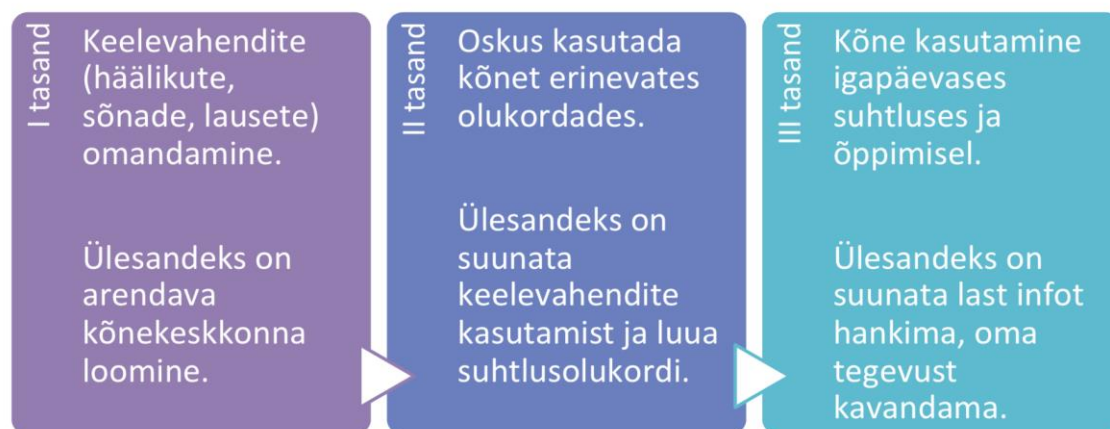 I tasand
Keelevahendite
(häälikute,
sõnade, lausete)
omandamine.
Ülesandeks on
arendava
kõnekeskkonna
loomine.
II tasand
Oskus kasutada
kõnet erinevates
olukordades.
Ülesandeks on
suunata
keelevahendite
kasutamist ja luua
suhtlusolukordi.
III tasand
Kõne kasutamine
igapäevases
suhtluses ja
õppimisel.
Ülesandeks on
suunata last infot
hankima, oma
tegevust
kavandama.